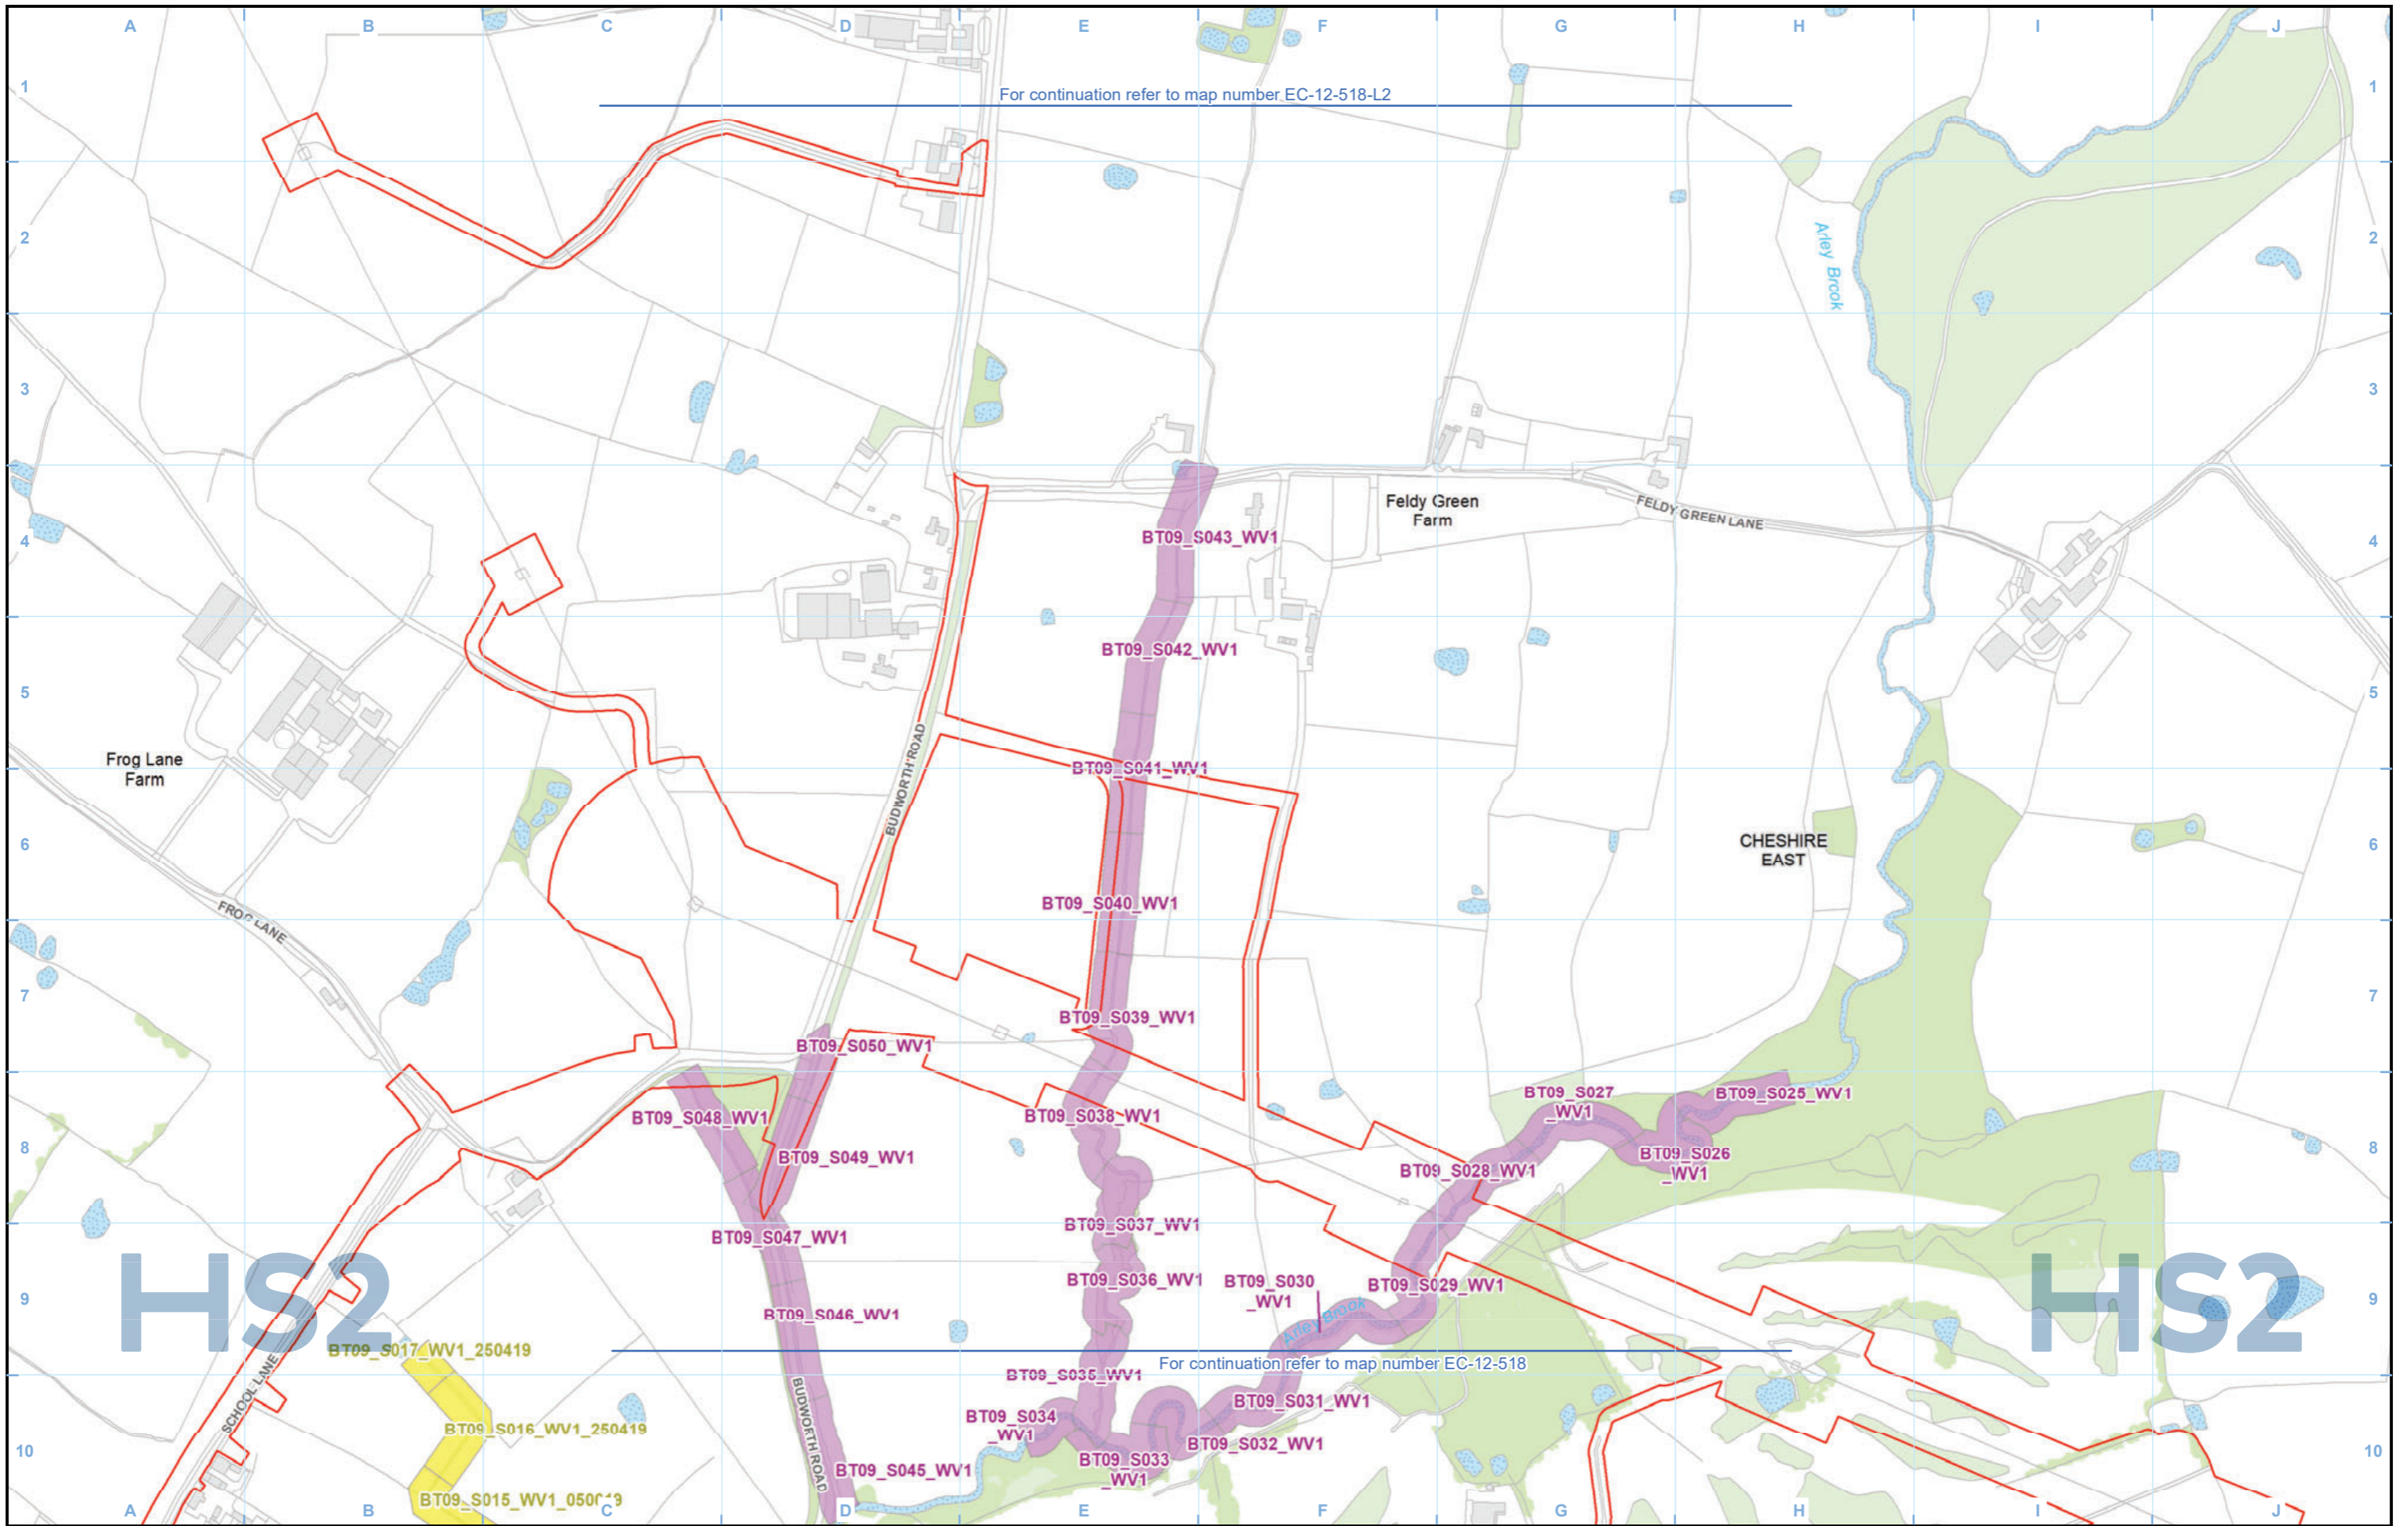 A B C D E F G H I J
1
For continuation refer to map number EC-12-518-L2
1
2
Arley Brook
2
3
3
4
Feldy Green
Farm
FELDY GREEN LANE
BT09_S043_WV1
4
BT09_S042_WV1
5
5
Frog Lane
Farm
BUDWORTH ROAD
BT09_S041_WV1
6
CHESHIRE
EAST
6
BT09_S040_WV1
FROG LANE
7
7
BT09_S039_WV1
BT09_S050_WV1
BT09_S027
_WV1
BT09_S025_WV1
BT09_S048_WV1
BT09_S038_WV1
8
8
BT09_S049_WV1
BT09_S026
_WV1
BT09_S028_WV1
BT09_S037_WV1
BT09_S047_WV1
HS2
HS2
BT09_S036_WV1
BT09_S030
_WV1
BT09_S029_WV1
9
9
BT09_S046_WV1
Arley Brook
BT09_S017_WV1_250419
For continuation refer to map number EC-12-518
SCHOOL LANE
BT09_S035_WV1
BUDWORTH ROAD
BT09_S031_WV1
BT09_S034
_WV1
BT09_S016_WV1_250419
BT09_S032_WV1
10
10
BT09_S033
_WV1
BT09_S045_WV1
A B C D E F G H I J